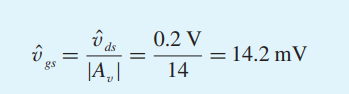 v̂gs = v̂ds / |Av| = 0.2 V / 14 = 14.2 mV